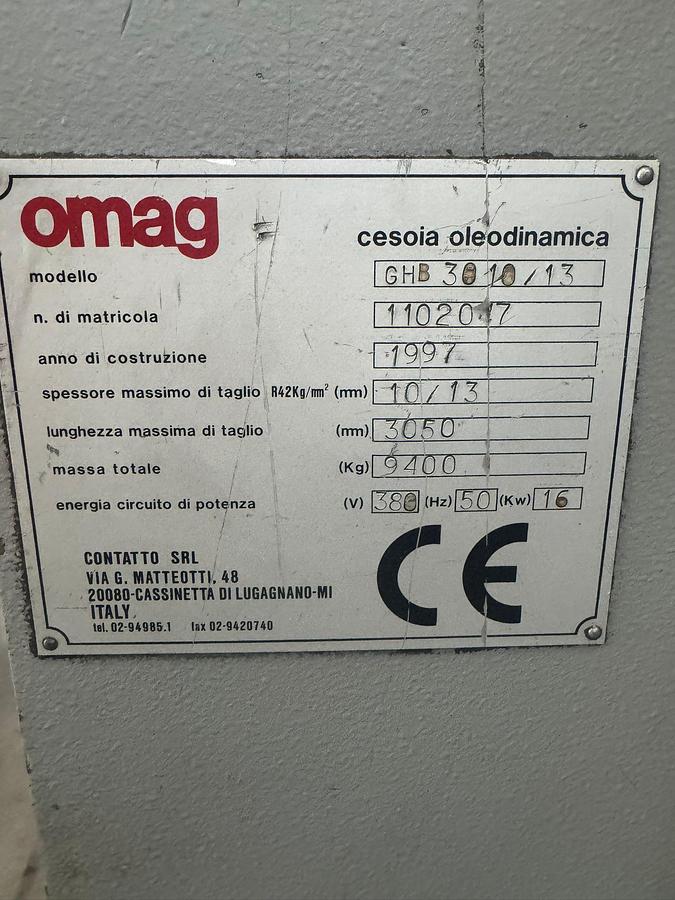 omag
cesoia oleodinamica
modello GHB 3010/13
n. di matricola 1102017
anno di costruzione 1997
spessore massimo di taglio R42Kg/mm² (mm) 10/13
lunghezza massima di taglio (mm) 3050
massa totale (Kg) 9400
energia circuito di potenza (V) 380 (Hz) 50 (Kw) 16
CONTATTO SRL
VIA G. MATTEOTTI, 48
20080-CASSINETTA DI LUGAGNANO-MI
ITALY
tel. 02-94985.1 fax 02-9420740
CE